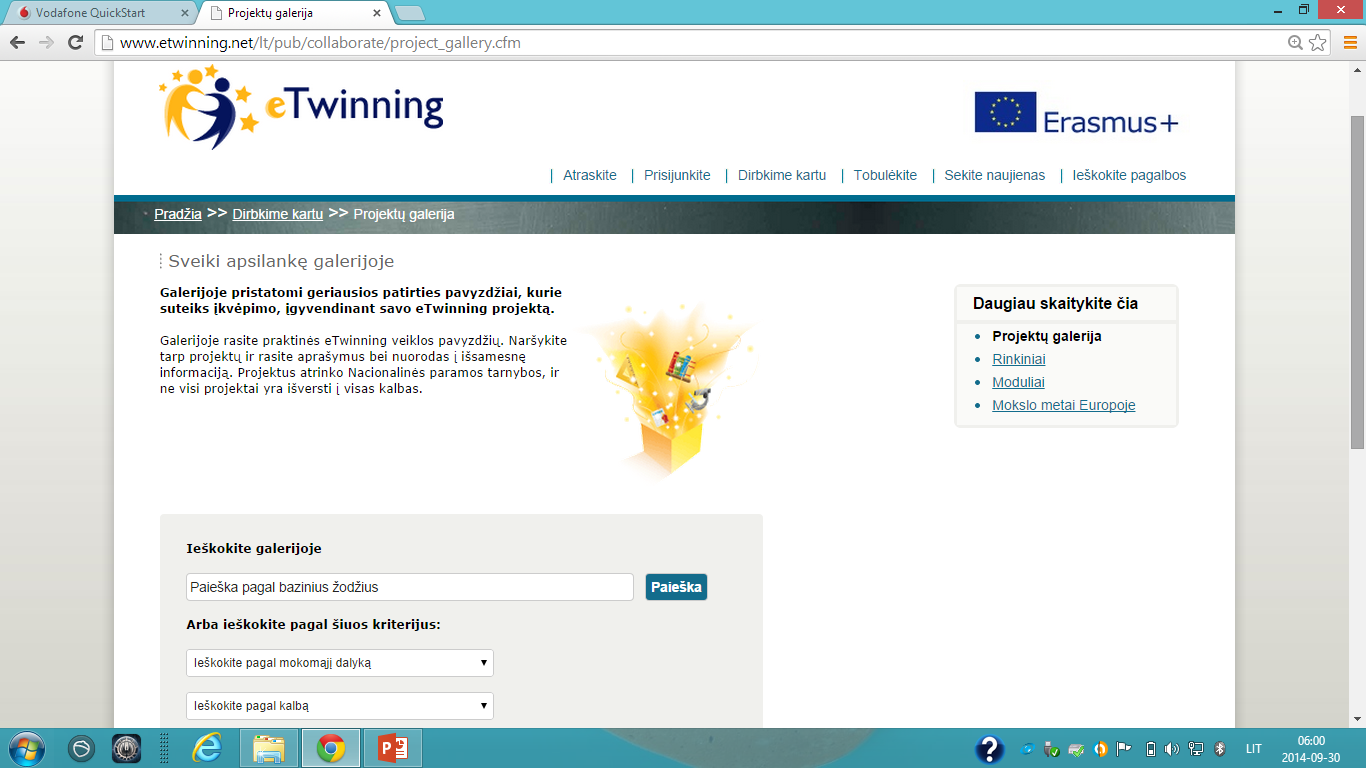 Vodafone QuickStart
Projektų galerija
www.etwinning.net/lt/pub/collaborate/project_gallery.cfm
eTwinning
Erasmus+
| Atraskite | Prisijunkite | Dirbkime kartu | Tobulėkite | Sekite naujienas | Ieškokite pagalbos
Pradžia >> Dirbkime kartu >> Projektų galerija
Sveiki apsilankę galerijoje
Galerijoje pristatomi geriausios patirties pavyzdžiai, kurie
suteiks įkvėpimo, įgyvendinant savo eTwinning projektą.
Galerijoje rasite praktinės eTwinning veiklos pavyzdžių. Naršykite
tarp projektų ir rasite aprašymus bei nuorodas į išsamesnę
informaciją. Projektus atrinko Nacionalinės paramos tarnybos, ir
ne visi projektai yra išversti į visas kalbas.
Daugiau skaitykite čia
Projektų galerija
Rinkiniai
Moduliai
Mokslo metai Europoje
Ieškokite galerijoje
Paieška pagal bazinius žodžius
Paieška
Arba ieškokite pagal šiuos kriterijus:
Ieškokite pagal mokomąjį dalyką
Ieškokite pagal kalbą
LIT
06:00
2014-09-30